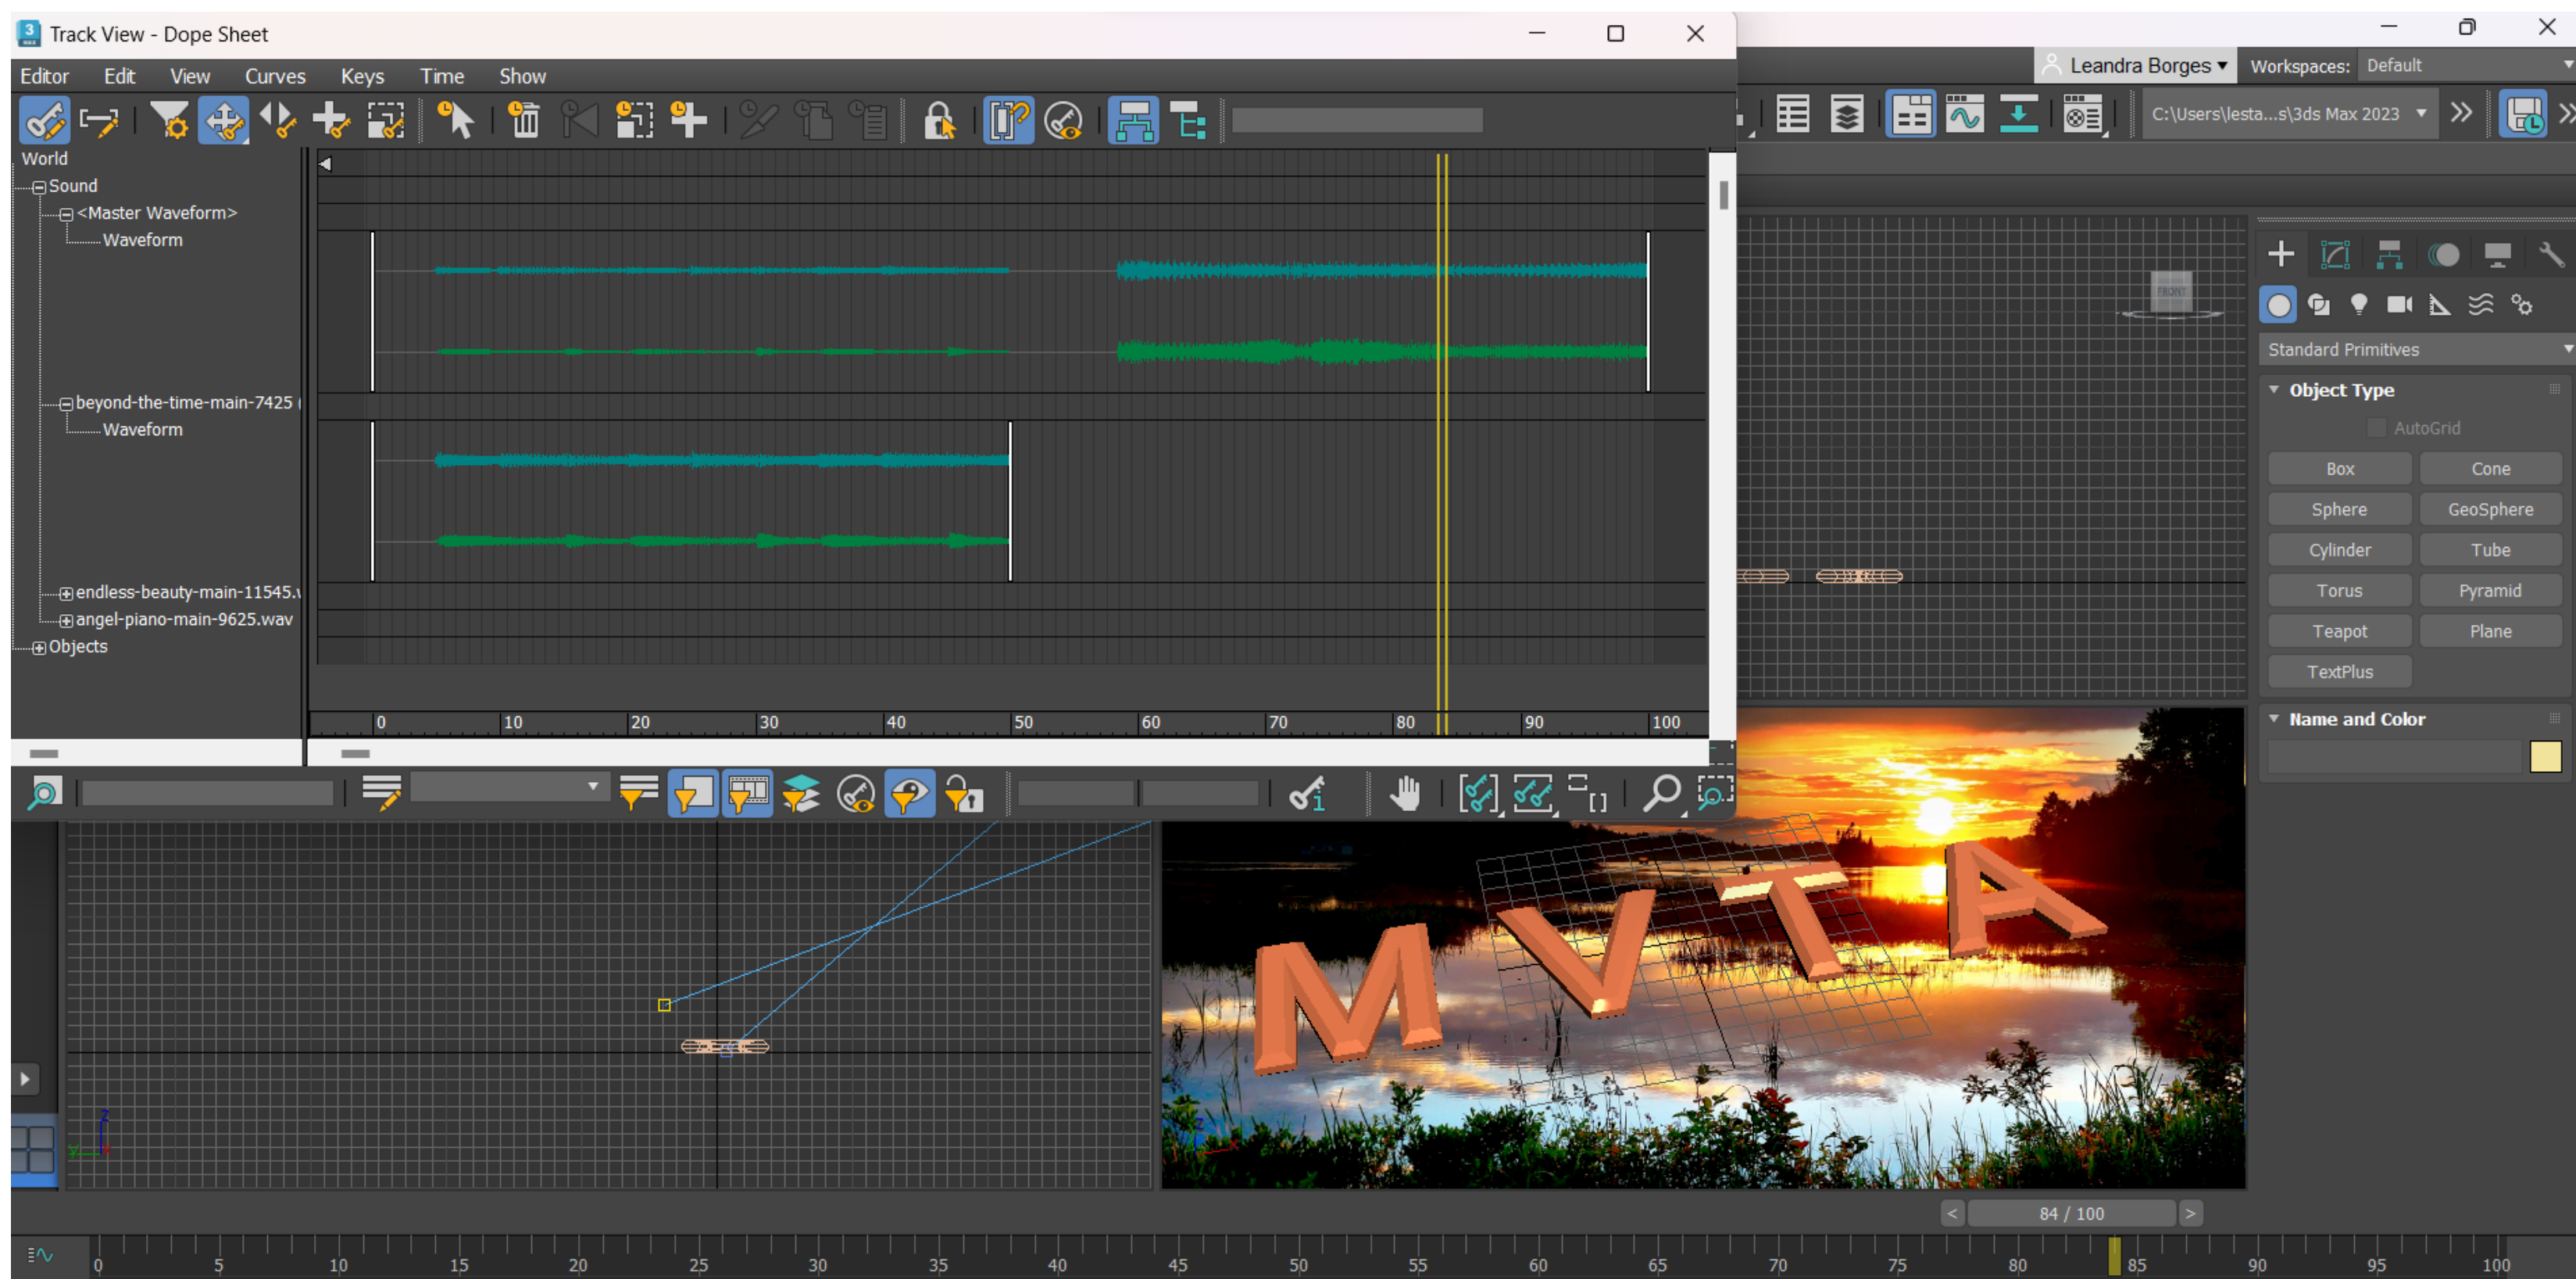 Track View - Dope Sheet
Editor Edit View Curves Keys Time Show
Leandra Borges Workspaces: Default
C:\Users\lesta...s\3ds Max 2023
World
Sound
<Master Waveform>
Waveform
beyond-the-time-main-7425
Waveform
endless-beauty-main-11545.
angel-piano-main-9625.wav
Objects
0 10 20 30 40 50 60 70 80 90 100
FRONT
Standard Primitives
Object Type
AutoGrid
Box Cone
Sphere GeoSphere
Cylinder Tube
Torus Pyramid
Teapot Plane
TextPlus
Name and Color
M V T A
z
y x
z
x
< 84 / 100 >
0 5 10 15 20 25 30 35 40 45 50 55 60 65 70 75 80 85 90 95 100